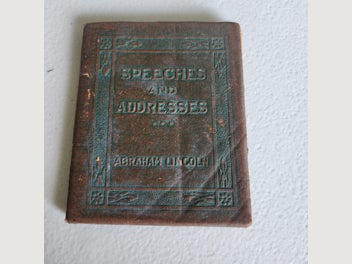 SPEECHES
AND
ADDRESSES
ABRAHAM LINCOLN